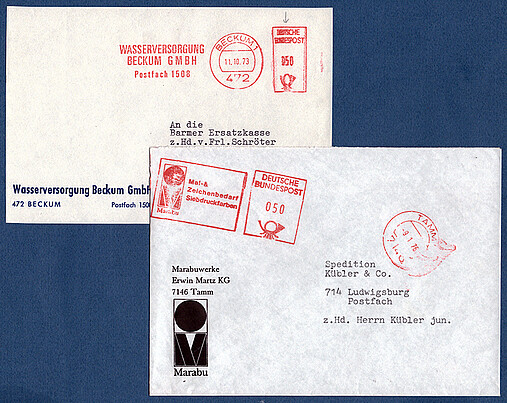 WASSERVERSORGUNG
BECKUM GMBH
Postfach 1508
BECKUM 1
11.10.73
472
DEUTSCHE
BUNDESPOST
050
An die
Barmer Ersatzkasse
z.Hd.v.Frl.Schröter
Wasserversorgung Beckum GmbH
472 BECKUM Postfach 150
Mal-&
Zeichenbedarf
Siebdruckfarben
Marabu
DEUTSCHE
BUNDESPOST
050
TAMM
Marabuwerke
Erwin Martz KG
7146 Tamm
Marabu
Spedition
Kübler & Co.
714 Ludwigsburg
Postfach
z.Hd. Herrn Kübler jun.